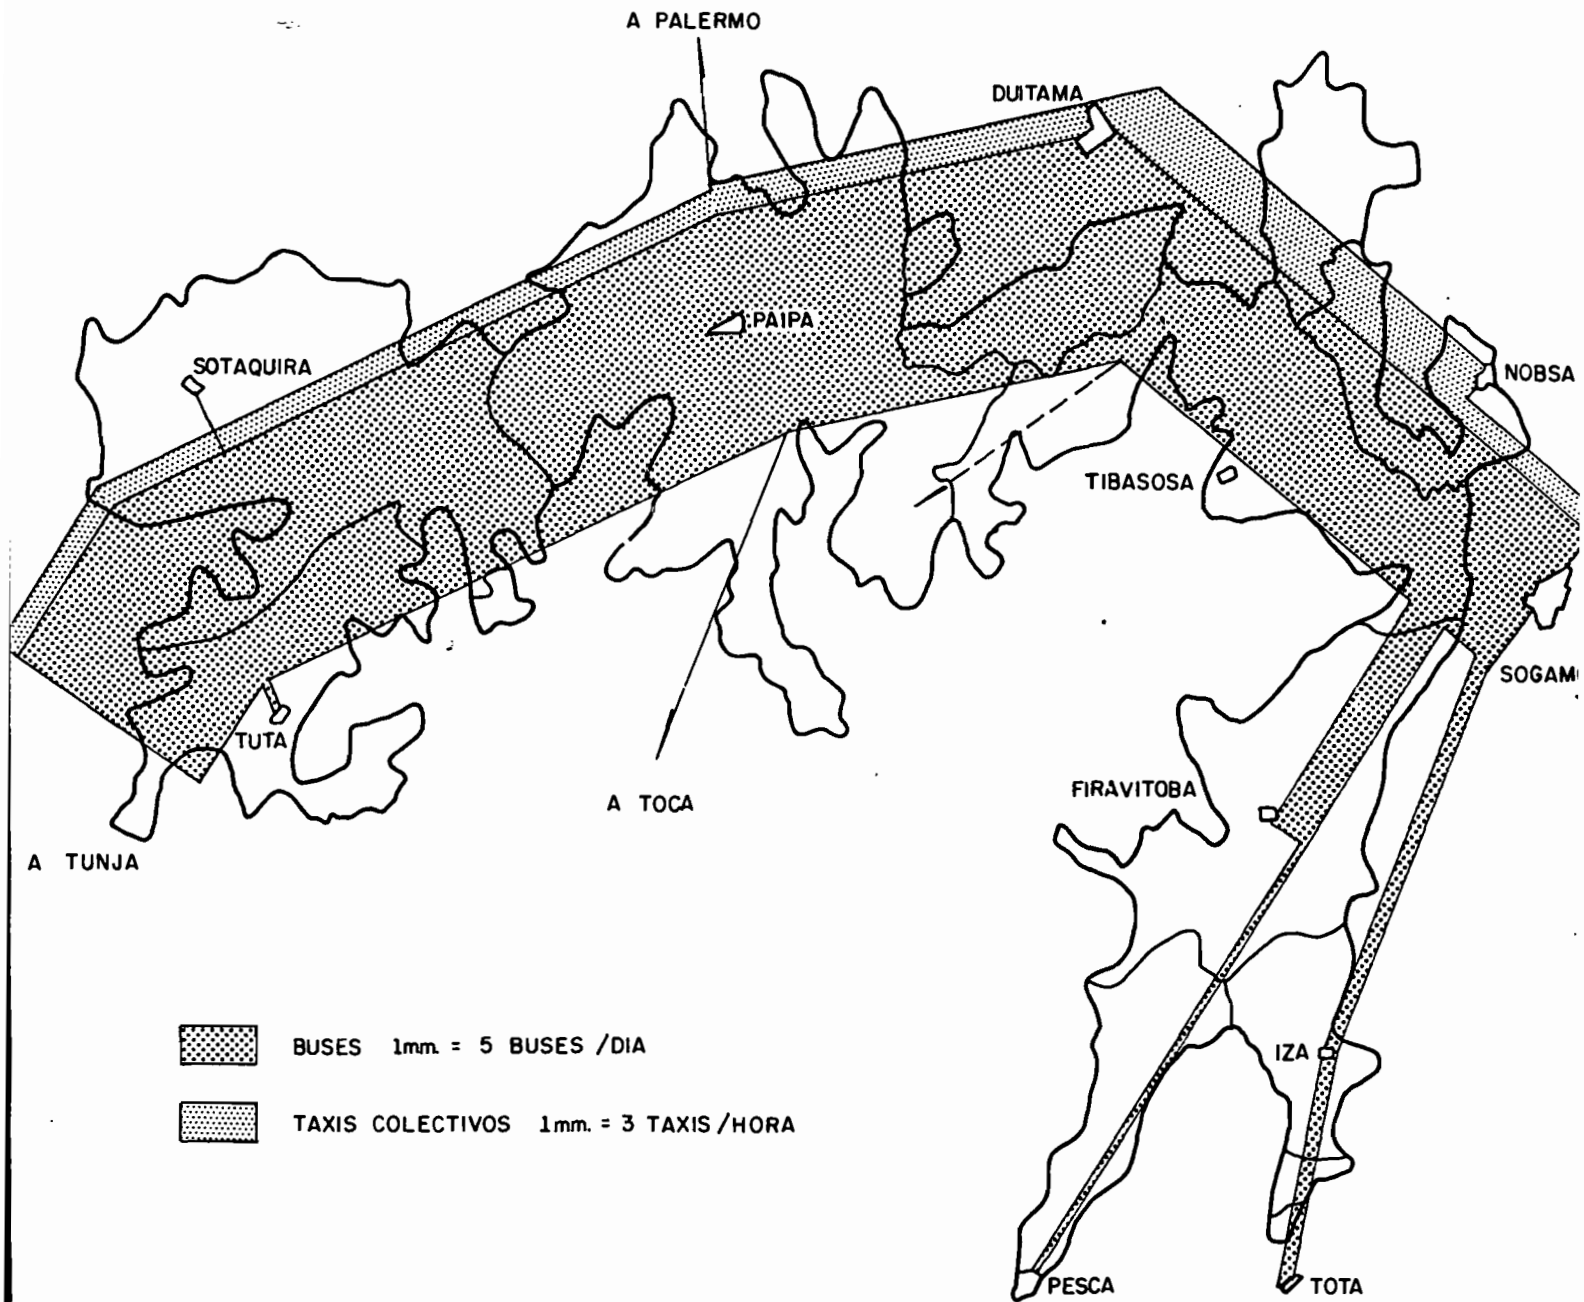 A PALERMO
DUITAMA
PAIPA
SOTAQUIRA
NOBSA
TIBASOSA
SOGAM
TUTA
FIRAVITOBA
A TOCA
A TUNJA
BUSES 1mm. = 5 BUSES /DIA
IZA
TAXIS COLECTIVOS 1mm. = 3 TAXIS /HORA
PESCA
TOTA